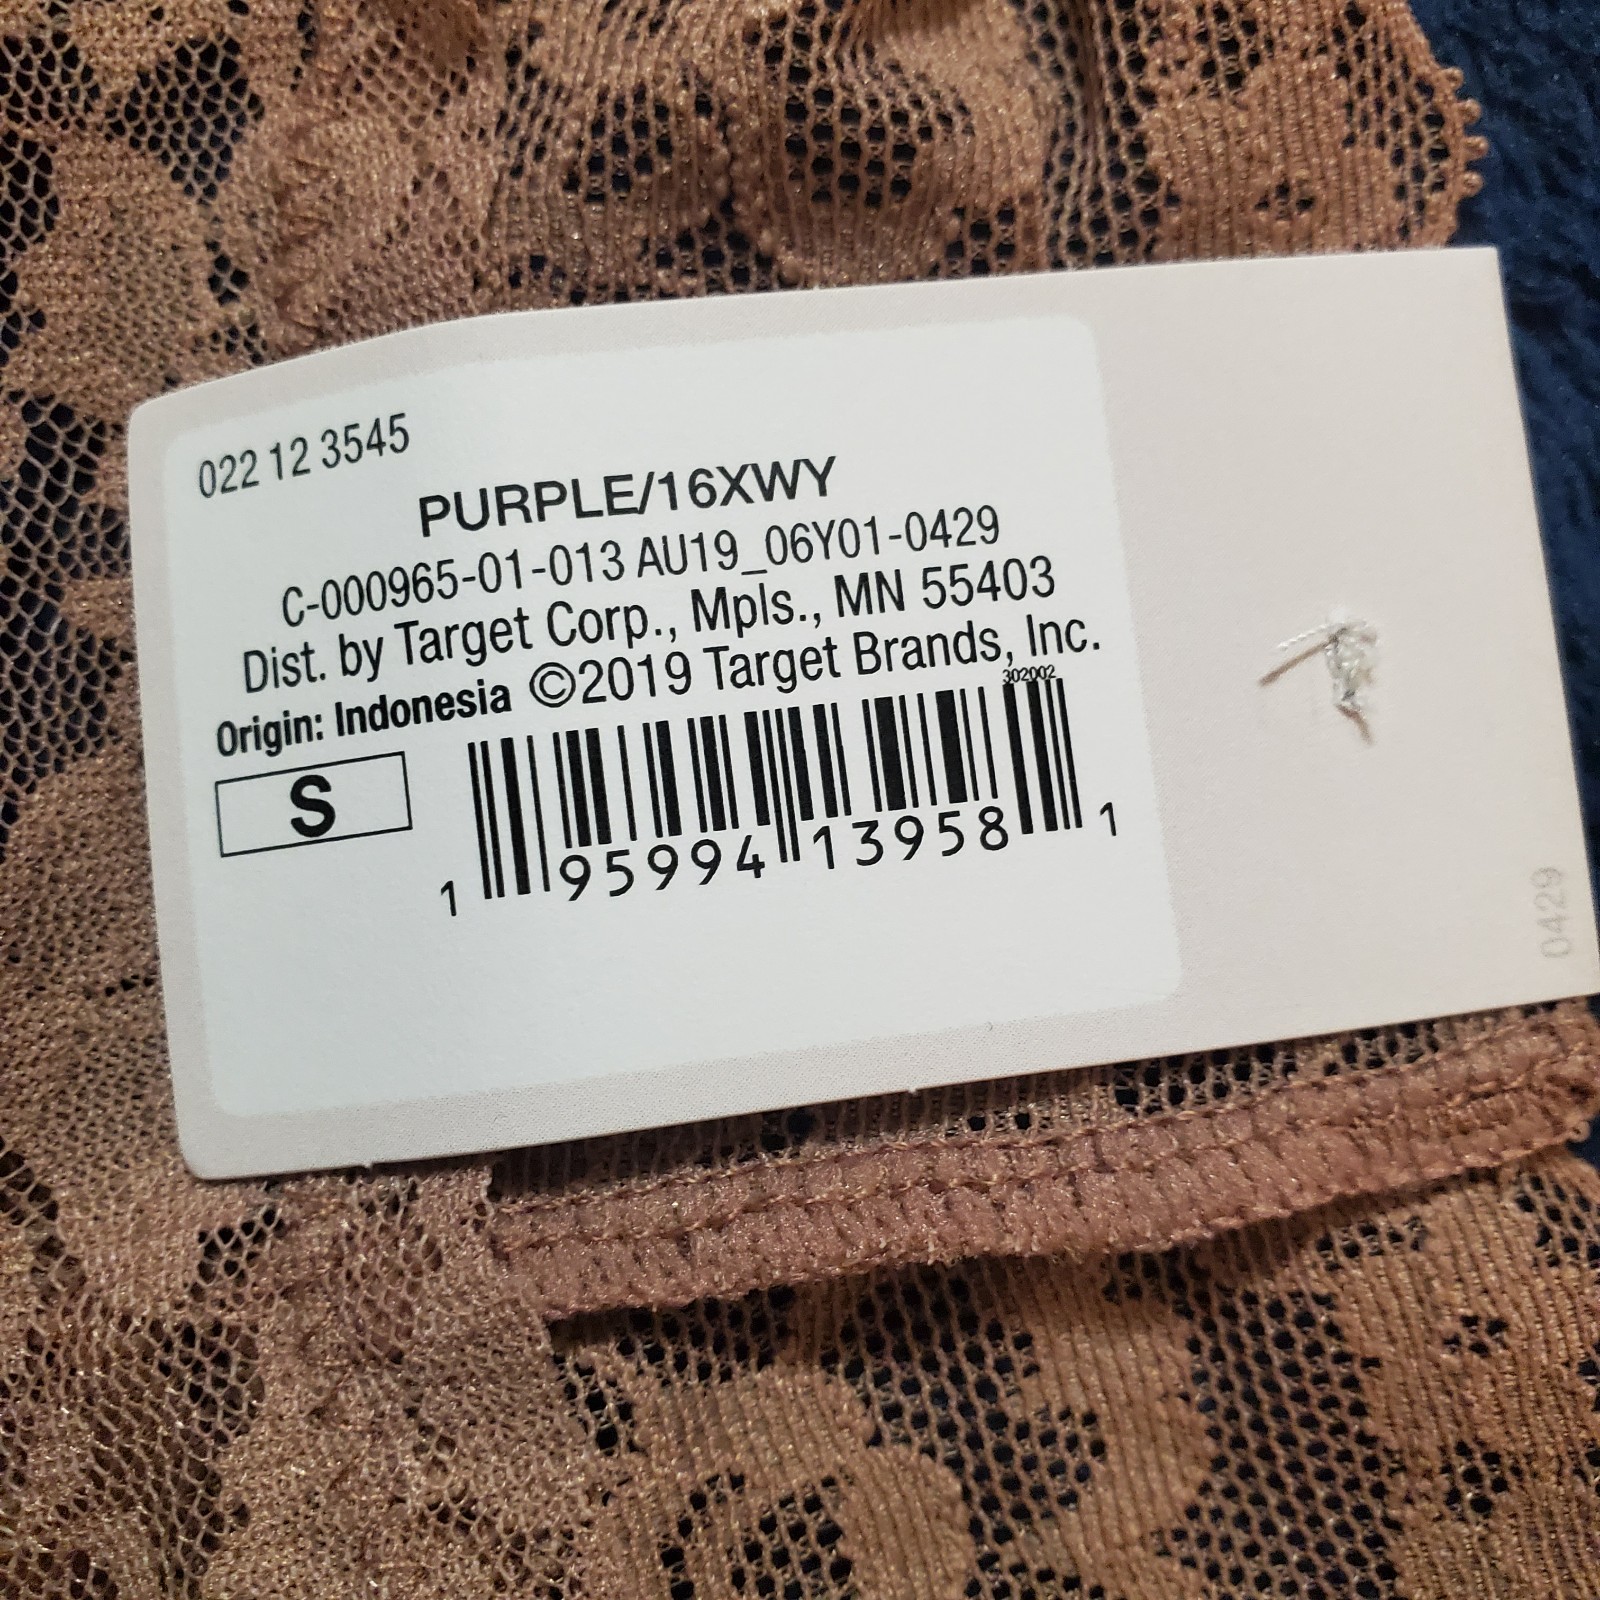 022 12 3545
PURPLE/16XWY
C-000965-01-013 AU19_06Y01-0429
Dist. by Target Corp., Mpls., MN 55403
Origin: Indonesia ©2019 Target Brands, Inc.
302002
S
1 95994 13958 1
0429